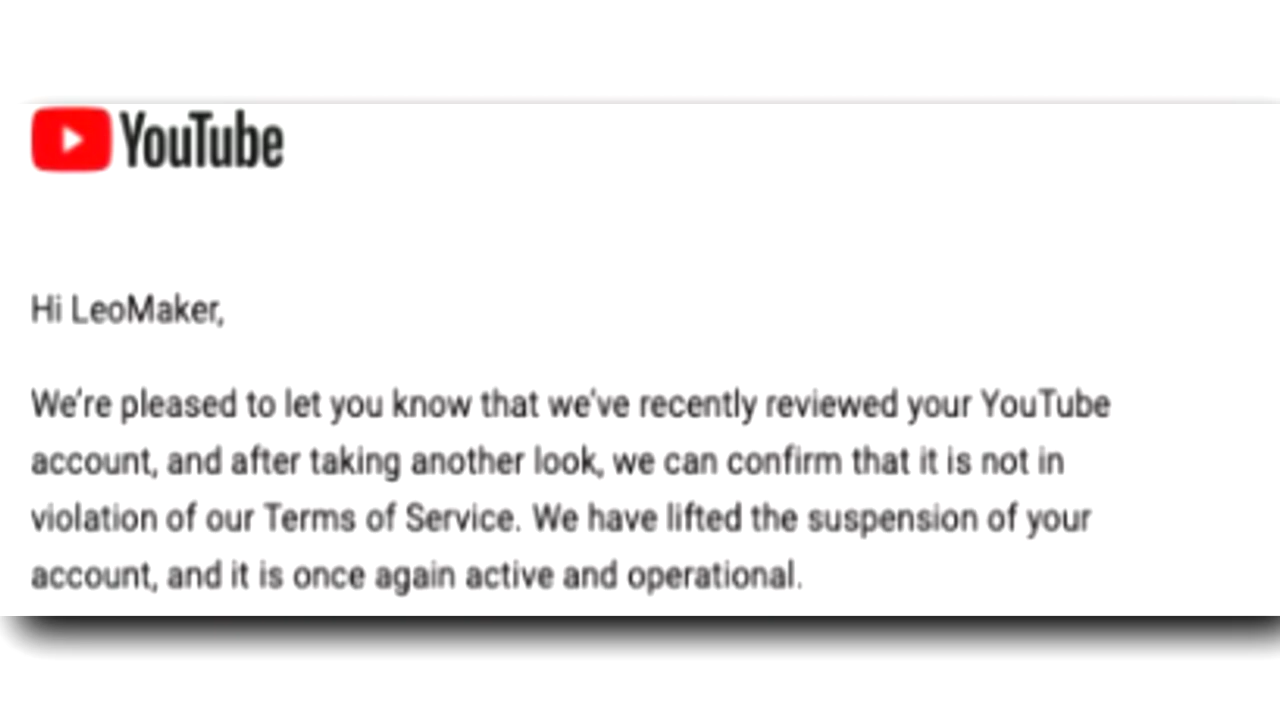 YouTube
Hi LeoMaker,
We're pleased to let you know that we've recently reviewed your YouTube
account, and after taking another look, we can confirm that it is not in
violation of our Terms of Service. We have lifted the suspension of your
account, and it is once again active and operational.